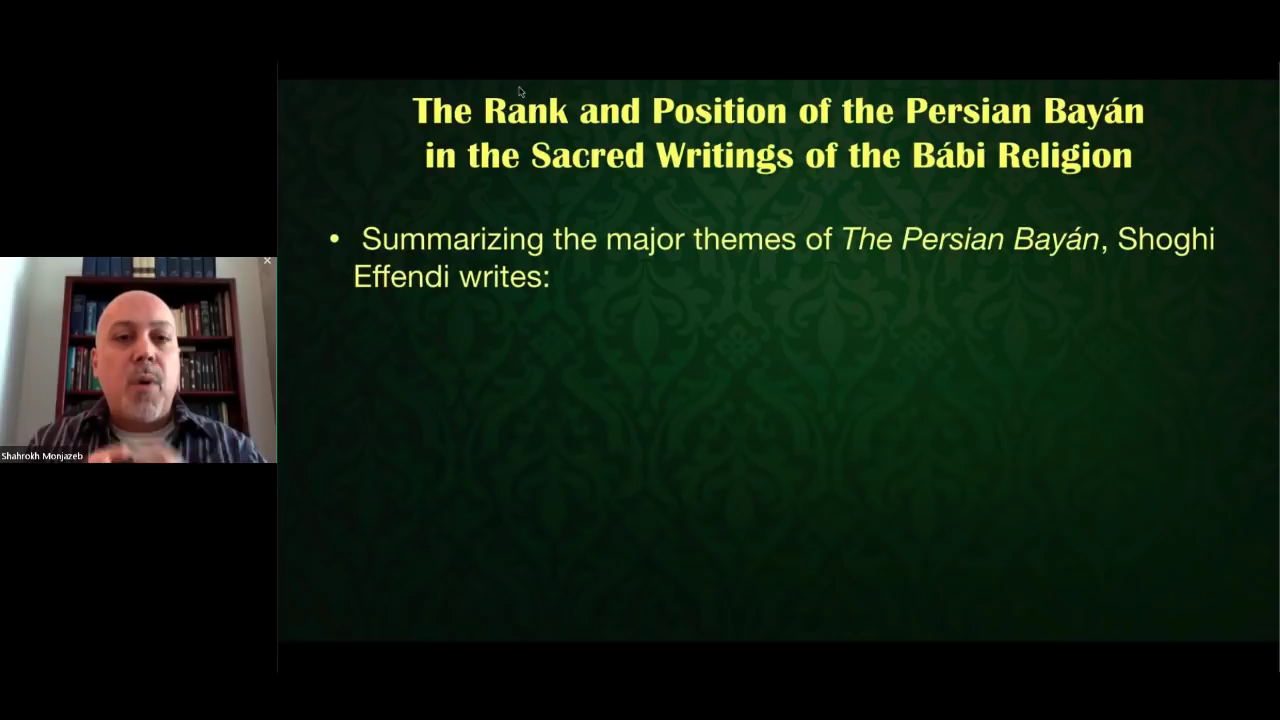 The Rank and Position of the Persian Bayán
in the Sacred Writings of the Bábi Religion
• Summarizing the major themes of The Persian Bayán, Shoghi
Effendi writes:
Shahrokh Monjazeb